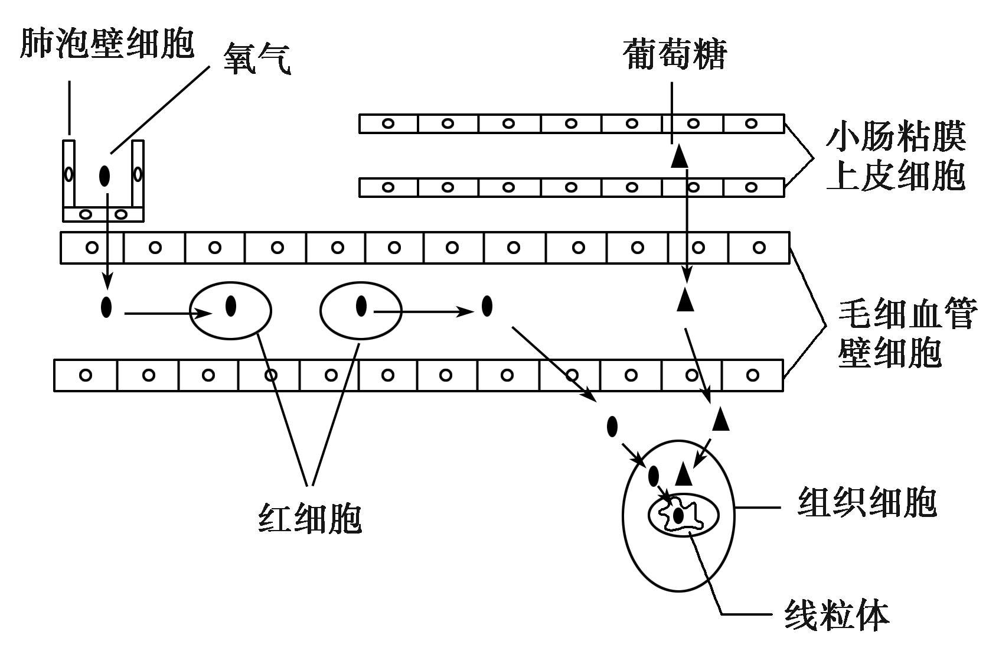 肺泡壁细胞
氧气
葡萄糖
小肠粘膜
上皮细胞
毛细血管
壁细胞
红细胞
组织细胞
线粒体